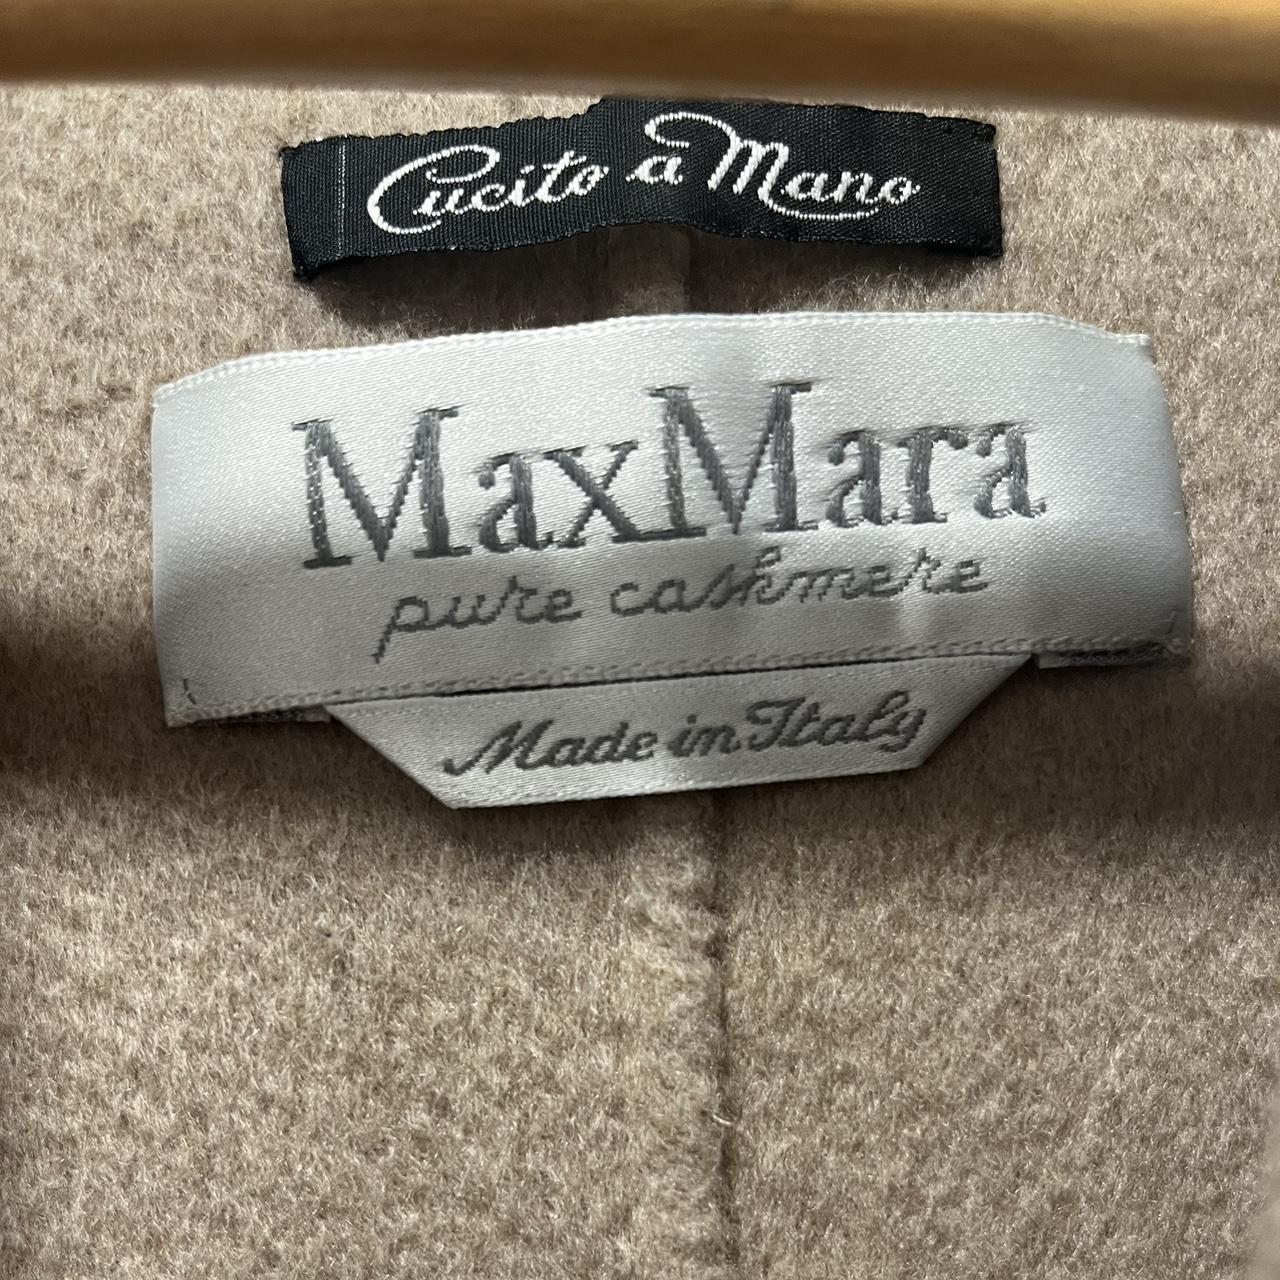 Cucito a Mano
MaxMara
pure cashmere
Made in Italy